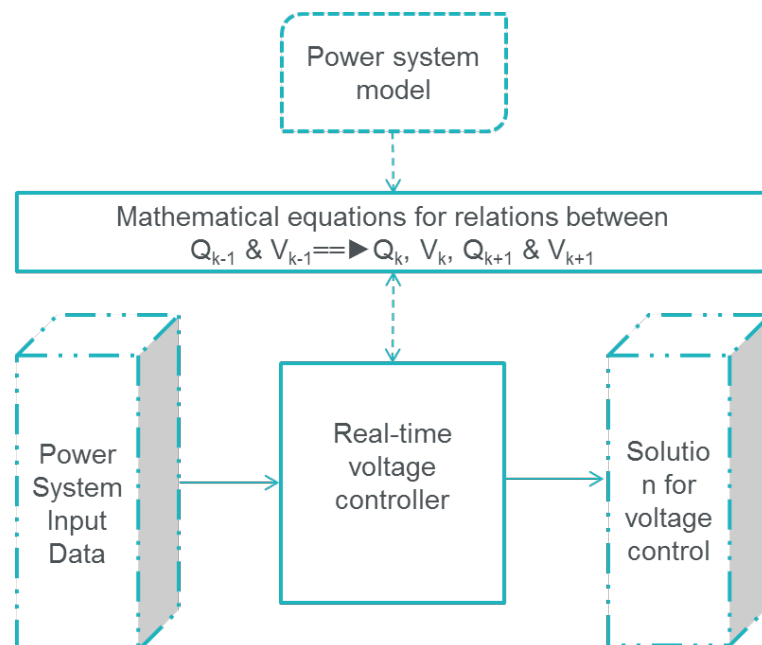 Power system
model
Mathematical equations for relations between
Qₖ₋₁ & Vₖ₋₁==►Qₖ, Vₖ, Qₖ₊₁ & Vₖ₊₁
Power
System
Input
Data
Real-time
voltage
controller
Solutio
n for
voltage
control